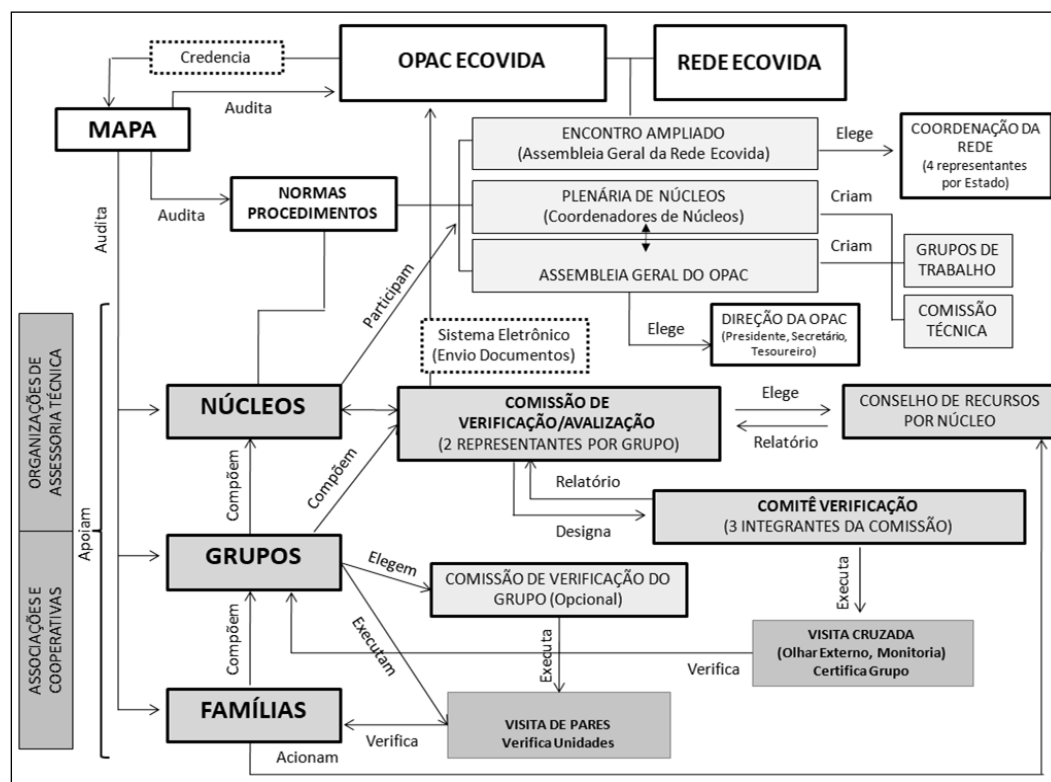 Credencia
OPAC ECOVIDA
REDE ECOVIDA
Audita
MAPA
ENCONTRO AMPLIADO
(Assembleia Geral da Rede Ecovida)
Elege
COORDENAÇÃO DA
REDE
(4 representantes
por Estado)
Audita
Audita
NORMAS
PROCEDIMENTOS
PLENÁRIA DE NÚCLEOS
(Coordenadores de Núcleos)
Criam
ASSEMBLEIA GERAL DO OPAC
Criam
GRUPOS DE
TRABALHO
COMISSÃO
TÉCNICA
Participam
Elege
DIREÇÃO DA OPAC
(Presidente, Secretário,
Tesoureiro)
Sistema Eletrônico
(Envio Documentos)
ORGANIZAÇÕES DE
ASSESSORIA TÉCNICA
ASSOCIAÇÕES E
COOPERATIVAS
Apoiam
NÚCLEOS
COMISSÃO DE
VERIFICAÇÃO/AVALIZAÇÃO
(2 REPRESENTANTES POR GRUPO)
Elege
Relatório
CONSELHO DE RECURSOS
POR NÚCLEO
Compõem
Compõem
Relatório
Designa
COMITÊ VERIFICAÇÃO
(3 INTEGRANTES DA COMISSÃO)
GRUPOS
Elegem
COMISSÃO DE VERIFICAÇÃO DO
GRUPO (Opcional)
Executa
Executam
Executa
Compõem
VISITA CRUZADA
(Olhar Externo, Monitoria)
Certifica Grupo
Verifica
FAMÍLIAS
Verifica
VISITA DE PARES
Verifica Unidades
Acionam